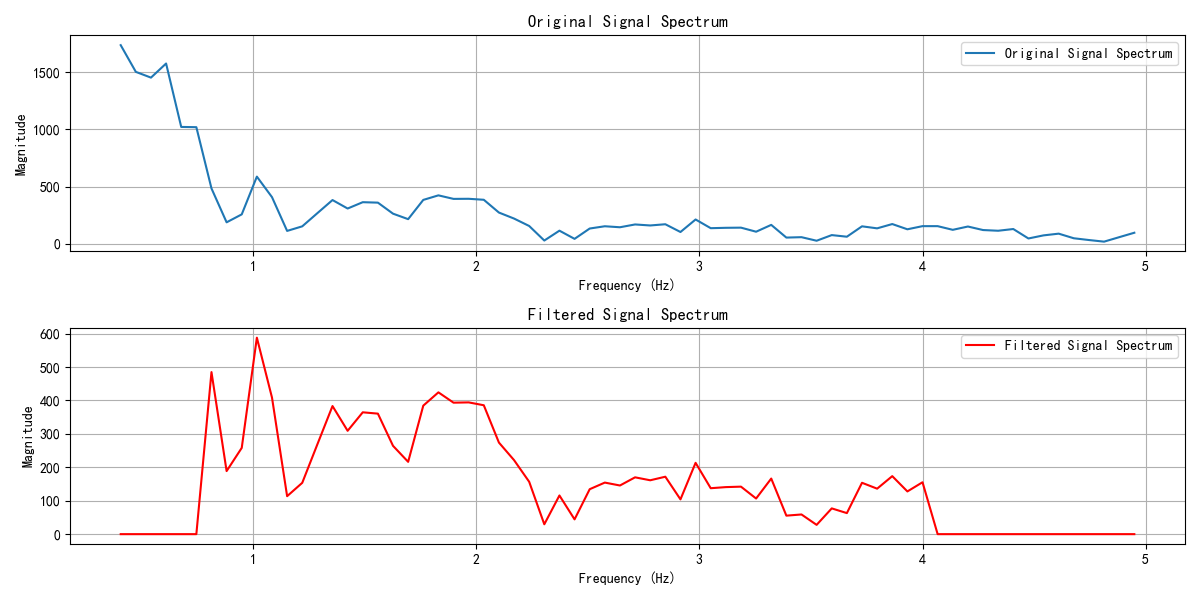 Original Signal Spectrum
Original Signal Spectrum
Magnitude
1500
1000
500
0
1 2 3 4 5
Frequency (Hz)
Filtered Signal Spectrum
Filtered Signal Spectrum
Magnitude
600
500
400
300
200
100
0
1 2 3 4 5
Frequency (Hz)